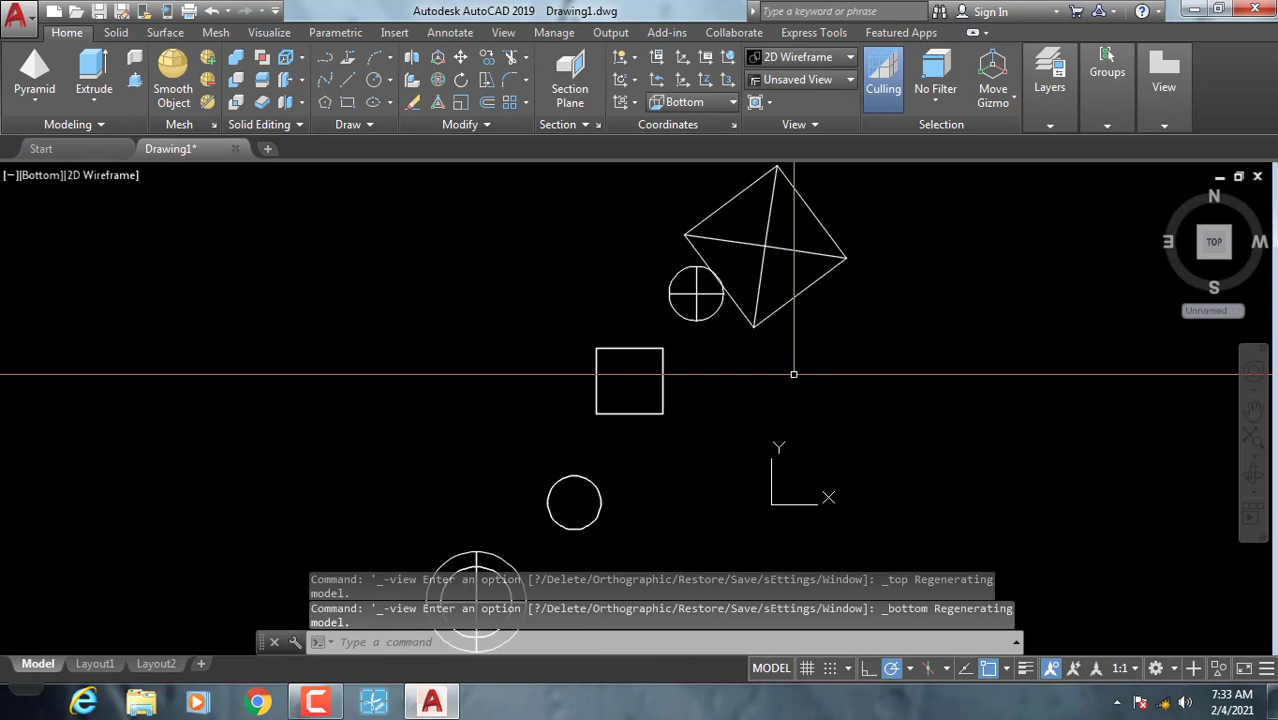 Autodesk AutoCAD 2019 Drawing1.dwg
Type a keyword or phrase
Sign In
Home Solid Surface Mesh Visualize Parametric Insert Annotate View Manage Output Add-ins Collaborate Express Tools Featured Apps
2D Wireframe
Unsaved View
Bottom
Pyramid
Extrude
Smooth
Object
Section
Plane
Culling
No Filter
Move
Gizmo
Layers
Groups
View
Modeling
Mesh
Solid Editing
Draw
Modify
Section
Coordinates
View
Selection
Start
Drawing1*
[−][Bottom][2D Wireframe]
N
E
TOP
W
S
Unnamed
Y
X
Command: '_-view Enter an option [?/Delete/Orthographic/Restore/Save/sEttings/Window]: _top Regenerating
model.
Command: '_-view Enter an option [?/Delete/Orthographic/Restore/Save/sEttings/Window]: _bottom Regenerating
model.
Type a command
Model Layout1 Layout2
MODEL
1:1
7:33 AM
2/4/2021